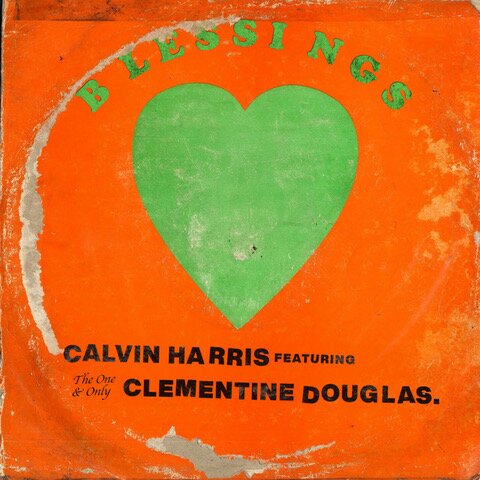 BLESSINGS
CALVIN HARRIS FEATURING
The One
& Only
CLEMENTINE DOUGLAS.